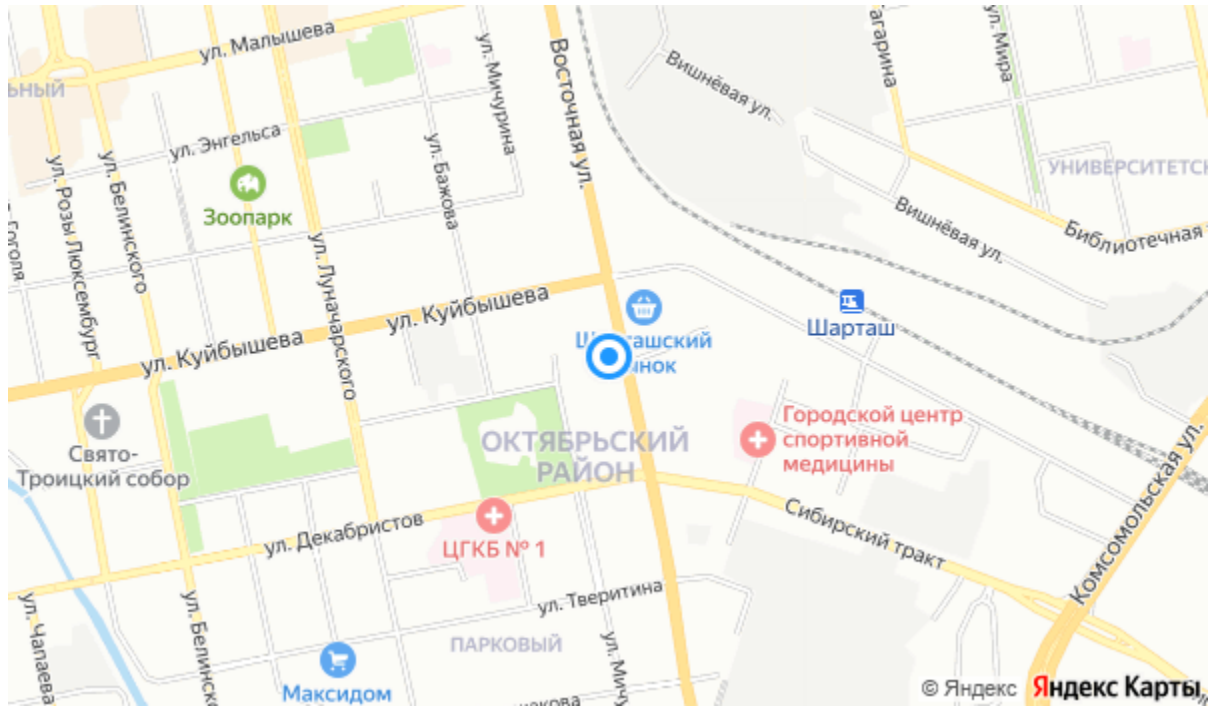 ул. Малышева
ул. Мичурина
Восточная ул.
Вишнёвая ул.
агарина
ул. Мира
ЬНЫЙ
ул. Энгельса
ул. Бажова
УНИВЕРСИТЕТСК
ул. Розы Люксембург
ул. Белинского
Зоопарк
Гоголя
ул. Луначарского
Вишнёвая ул.
Библиотечная
ул. Куйбышева
ул. Куйбышева
Шарташ
Городской центр
спортивной
медицины
Свято-
Троицкий собор
ОКТЯБРЬСКИЙ
РАЙОН
Комсомольская ул.
Сибирский тракт
ул. Декабристов
ЦГКБ № 1
ул. Чапаева
ул. Белинск
ул. Тверитина
ПАРКОВЫЙ
ул. Мичу
Максидом
© Яндекс Яндекс Карты